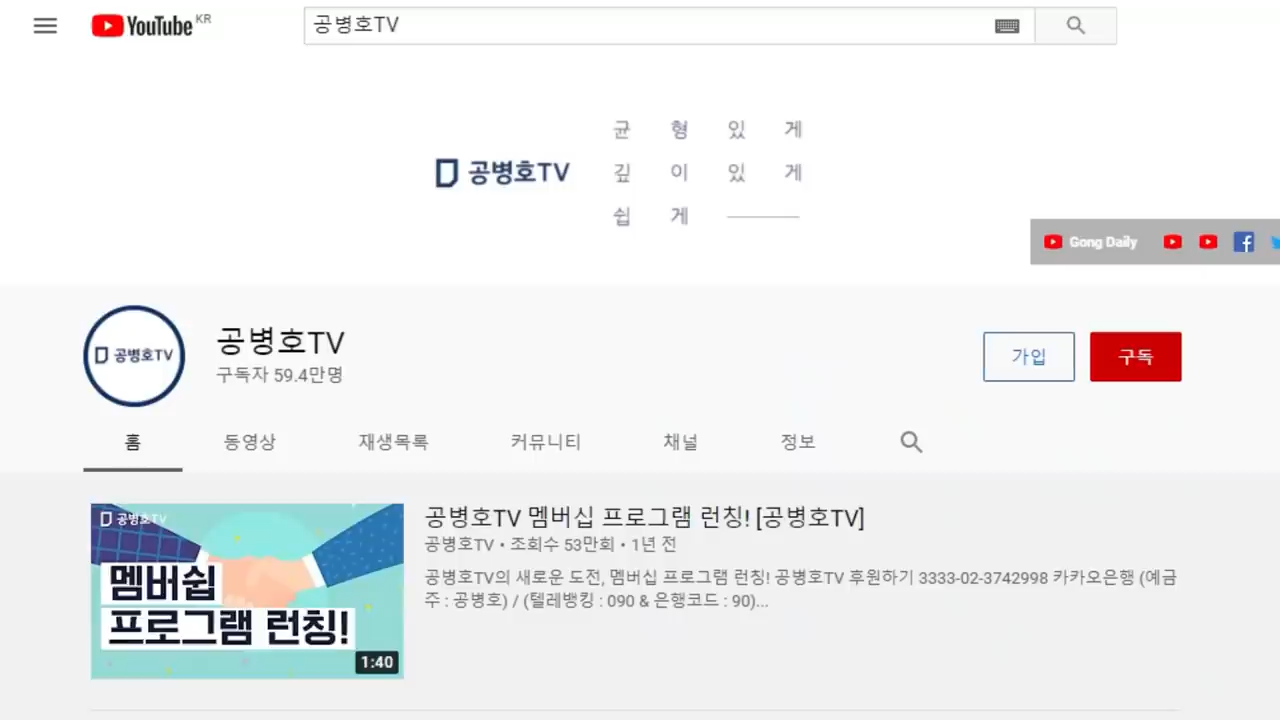 YouTube KR
공병호TV
균형있게
공병호TV
깊이있게
쉽게
Gong Daily
공병호TV
공병호TV
구독자 59.4만명
가입
구독
홈
동영상
재생목록
커뮤니티
채널
정보
공병호TV
멤버쉽
프로그램 런칭!
1:40
공병호TV 멤버십 프로그램 런칭! [공병호TV]
공병호TV • 조회수 53만회 • 1년 전
공병호TV의 새로운 도전, 멤버십 프로그램 런칭! 공병호TV 후원하기 3333-02-3742998 카카오은행 (예금
주 : 공병호) / (텔레뱅킹 : 090 & 은행코드 : 90)...